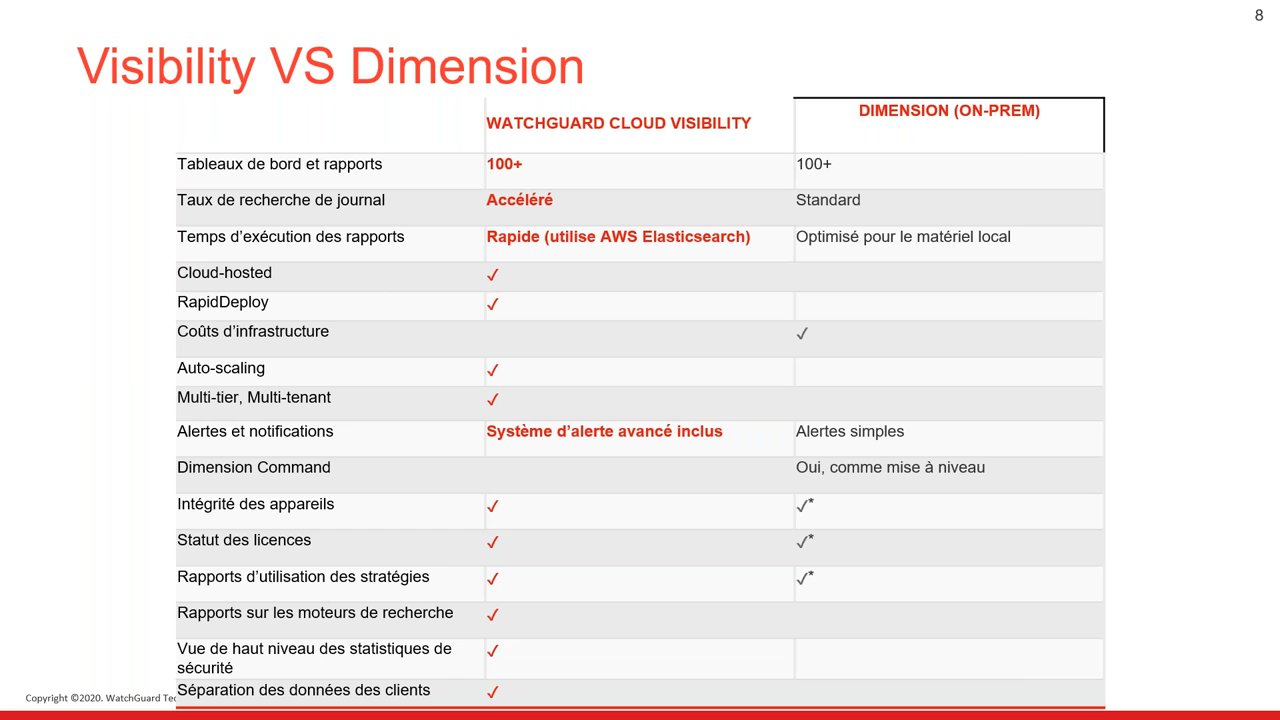 8
Visibility VS Dimension
WATCHGUARD CLOUD VISIBILITY DIMENSION (ON-PREM)
Tableaux de bord et rapports 100+ 100+
Taux de recherche de journal Accéléré Standard
Temps d’exécution des rapports Rapide (utilise AWS Elasticsearch) Optimisé pour le matériel local
Cloud-hosted ✓
RapidDeploy ✓
Coûts d’infrastructure ✓
Auto-scaling ✓
Multi-tier, Multi-tenant ✓
Alertes et notifications Système d’alerte avancé inclus Alertes simples
Dimension Command Oui, comme mise à niveau
Intégrité des appareils ✓ ✓*
Statut des licences ✓ ✓*
Rapports d’utilisation des stratégies ✓ ✓*
Rapports sur les moteurs de recherche ✓
Vue de haut niveau des statistiques de ✓
sécurité
Séparation des données des clients ✓
Copyright ©2020. WatchGuard